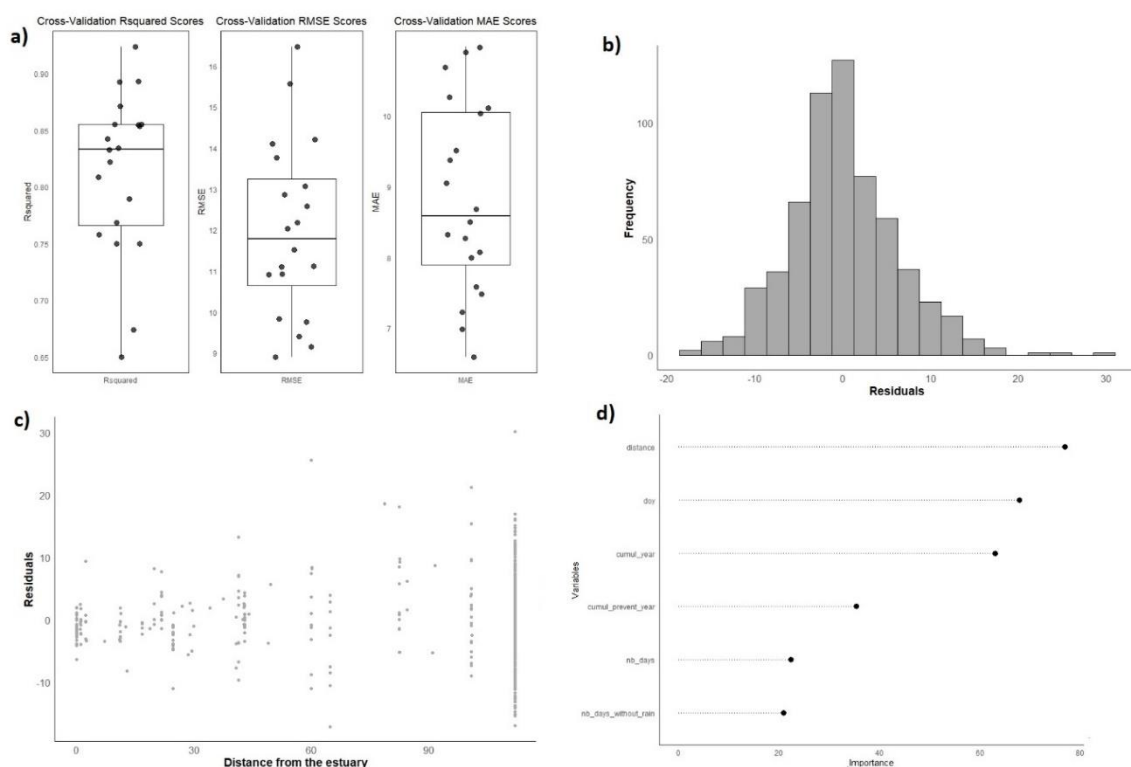 a)
Cross-Validation Rsquared Scores
Rsquared
0.90
0.85
0.80
0.75
0.70
0.65
Rsquared
Cross-Validation RMSE Scores
RMSE
16
15
14
13
12
11
10
9
RMSE
Cross-Validation MAE Scores
MAE
10
9
8
7
MAE
b)
Frequency
100
50
0
-20
-10
0
10
20
30
Residuals
c)
Residuals
30
20
10
0
-10
0
30
60
90
Distance from the estuary
d)
Variables
distance
day
cumul_year
cumul_prevent_year
nb_days
nb_days_without_rain
0
20
40
60
80
Importance